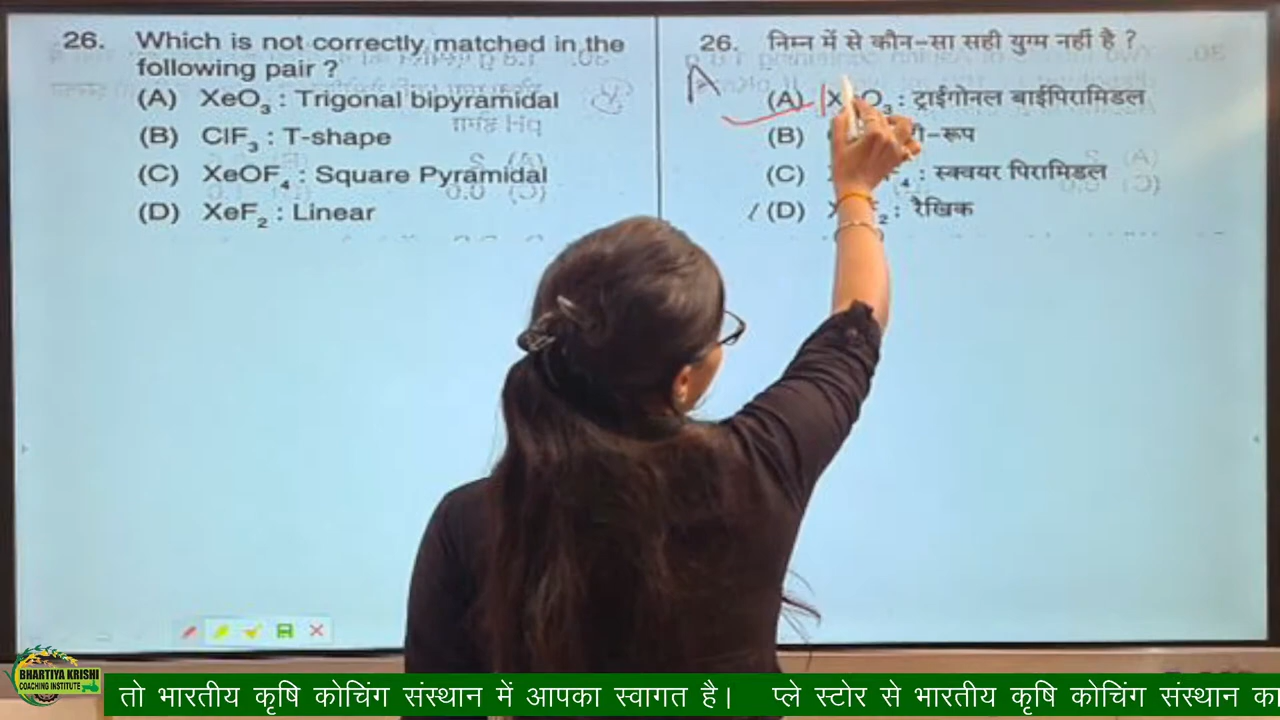 26. Which is not correctly matched in the
following pair ?
(A) XeO₃ : Trigonal bipyramidal
(B) ClF₃ : T-shape
(C) XeOF₄ : Square Pyramidal
(D) XeF₂ : Linear
26. निम्न में से कौन-सा सही युग्म नहीं है ?
A
(A) XeO₃ : ट्राईगोनल बाईपिरामिडल
(B) -रूप
(C) ₄ : स्क्वयर पिरामिडल
(D) X ₂ : रैखिक
BHARTIYA KRISHI
COACHING INSTITUTE
तो भारतीय कृषि कोचिंग संस्थान में आपका स्वागत है। प्ले स्टोर से भारतीय कृषि कोचिंग संस्थान का